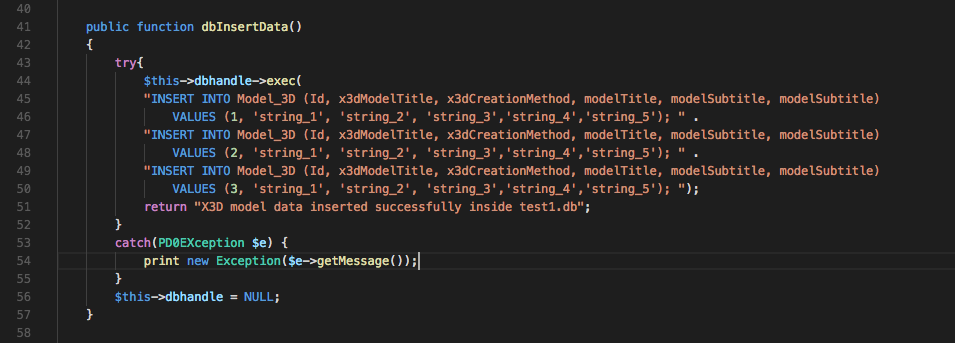 40
41 public function dbInsertData()
42 {
43 try{
44 $this->dbhandle->exec(
45 "INSERT INTO Model_3D (Id, x3dModelTitle, x3dCreationMethod, modelTitle, modelSubtitle, modelSubtitle)
46 VALUES (1, 'string_1', 'string_2', 'string_3','string_4','string_5'); " .
47 "INSERT INTO Model_3D (Id, x3dModelTitle, x3dCreationMethod, modelTitle, modelSubtitle, modelSubtitle)
48 VALUES (2, 'string_1', 'string_2', 'string_3','string_4','string_5'); " .
49 "INSERT INTO Model_3D (Id, x3dModelTitle, x3dCreationMethod, modelTitle, modelSubtitle, modelSubtitle)
50 VALUES (3, 'string_1', 'string_2', 'string_3','string_4','string_5'); ");
51 return "X3D model data inserted successfully inside test1.db";
52 }
53 catch(PD0EXception $e) {
54 print new Exception($e->getMessage());
55 }
56 $this->dbhandle = NULL;
57 }
58